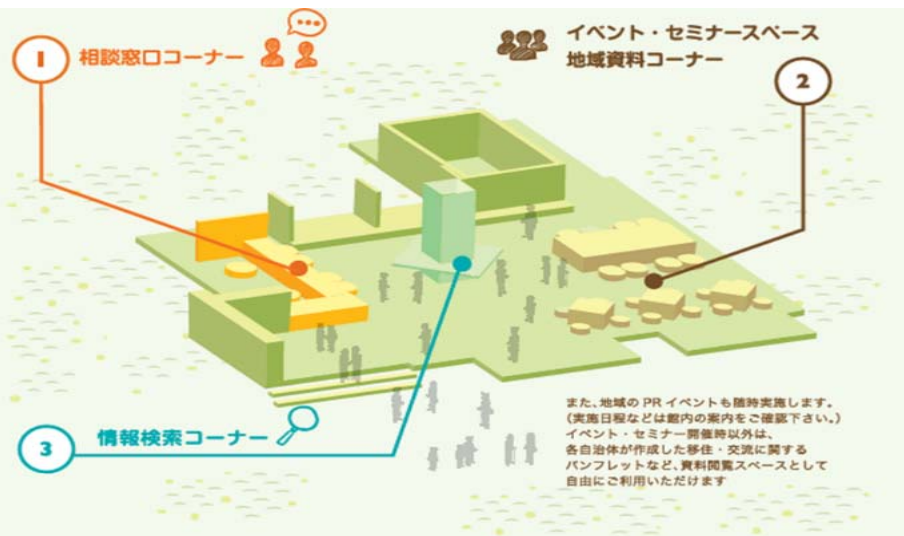 1 相談窓口コーナー
イベント・セミナースペース
地域資料コーナー
2
3 情報検索コーナー
また、地域の PR イベントも随時実施します。
(実施日程などは館内の案内をご確認下さい。)
イベント・セミナー開催時以外は、
各自治体が作成した移住・交流に関する
パンフレットなど、資料閲覧スペースとして
自由にご利用いただけます